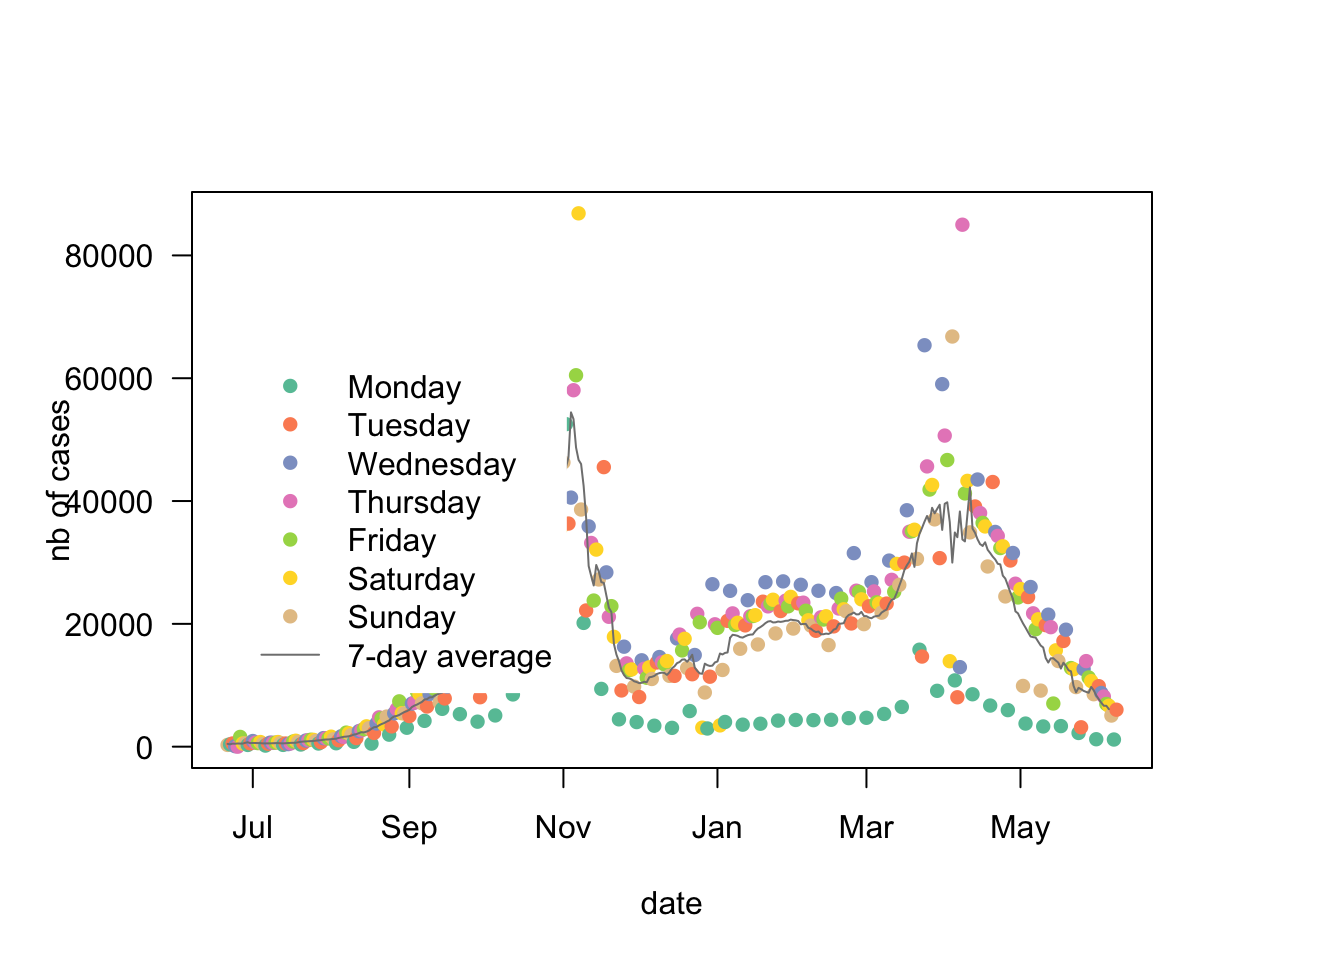 80000
60000
40000
20000
0
nb of cases
Monday
Tuesday
Wednesday
Thursday
Friday
Saturday
Sunday
7-day average
Jul Sep Nov Jan Mar May
date